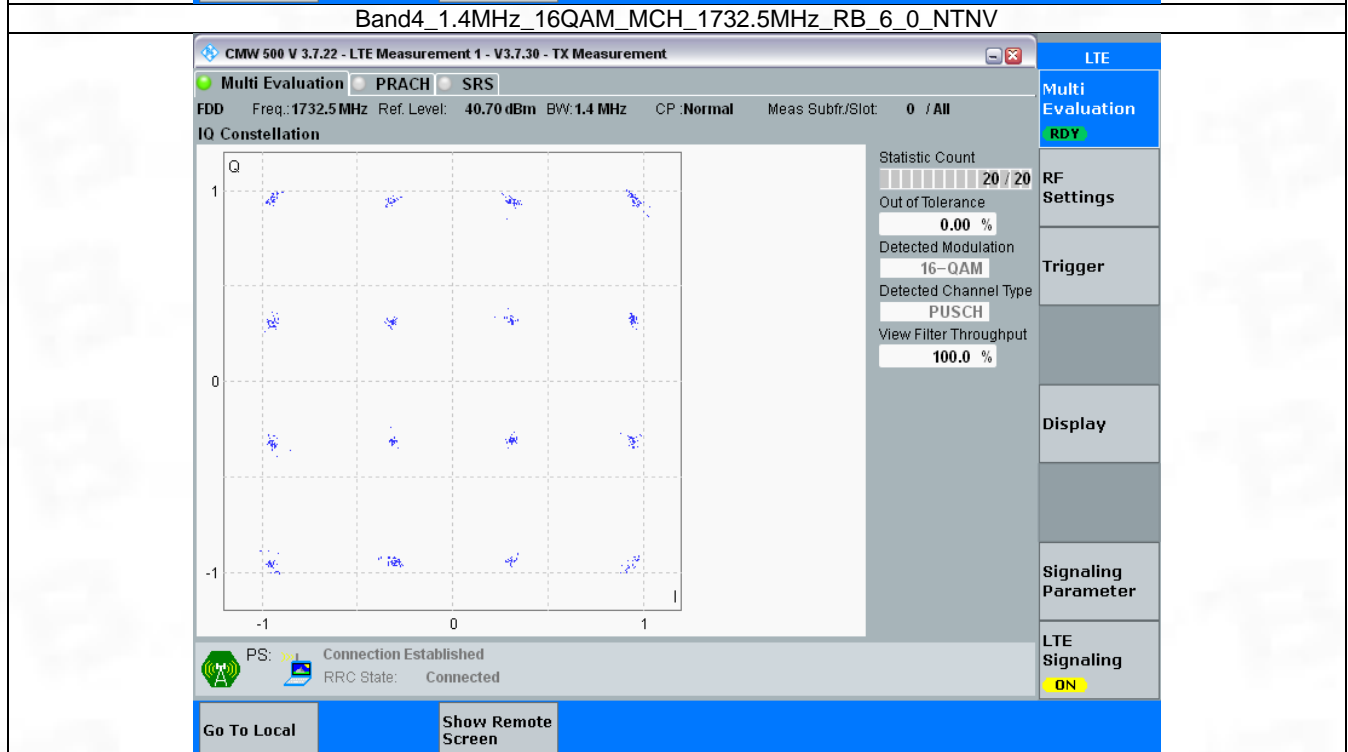 Band4_1.4MHz_16QAM_MCH_1732.5MHz_RB_6_0_NTNV
CMW 500 V 3.7.22 - LTE Measurement 1 - V3.7.30 - TX Measurement
LTE
Multi Evaluation PRACH SRS
Multi
Evaluation
RDY
FDD Freq.:1732.5 MHz Ref. Level: 40.70 dBm BW:1.4 MHz CP :Normal Meas Subfr./Slot: 0 / All
IQ Constellation
Q
1
0
-1
I
-1 0 1
Statistic Count
20 / 20
Out of Tolerance
0.00 %
Detected Modulation
16-QAM
Detected Channel Type
PUSCH
View Filter Throughput
100.0 %
RF
Settings
Trigger
Display
Signaling
Parameter
LTE
Signaling
ON
PS: Connection Established
RRC State: Connected
Go To Local
Show Remote
Screen